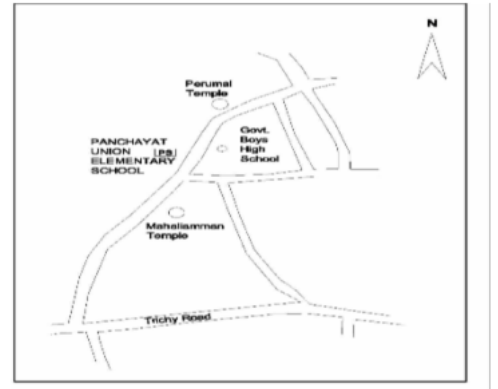 N
Perumal
Temple
PANCHAYAT
UNION
ELEMENTARY
SCHOOL
PS
Govt.
Boys
High
School
Mahaliamman
Temple
Trichy Road